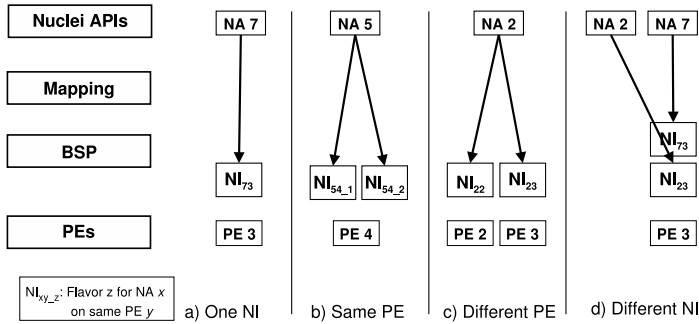 Nuclei APIs NA 7 NA 5 NA 2 NA 2 NA 7
Mapping
NI73
BSP NI73 NI54_1 NI54_2 NI22 NI23 NI23
PEs PE 3 PE 4 PE 2 PE 3 PE 3
NIxy_z: Flavor z for NA x
on same PE y
a) One NI b) Same PE c) Different PE d) Different NI